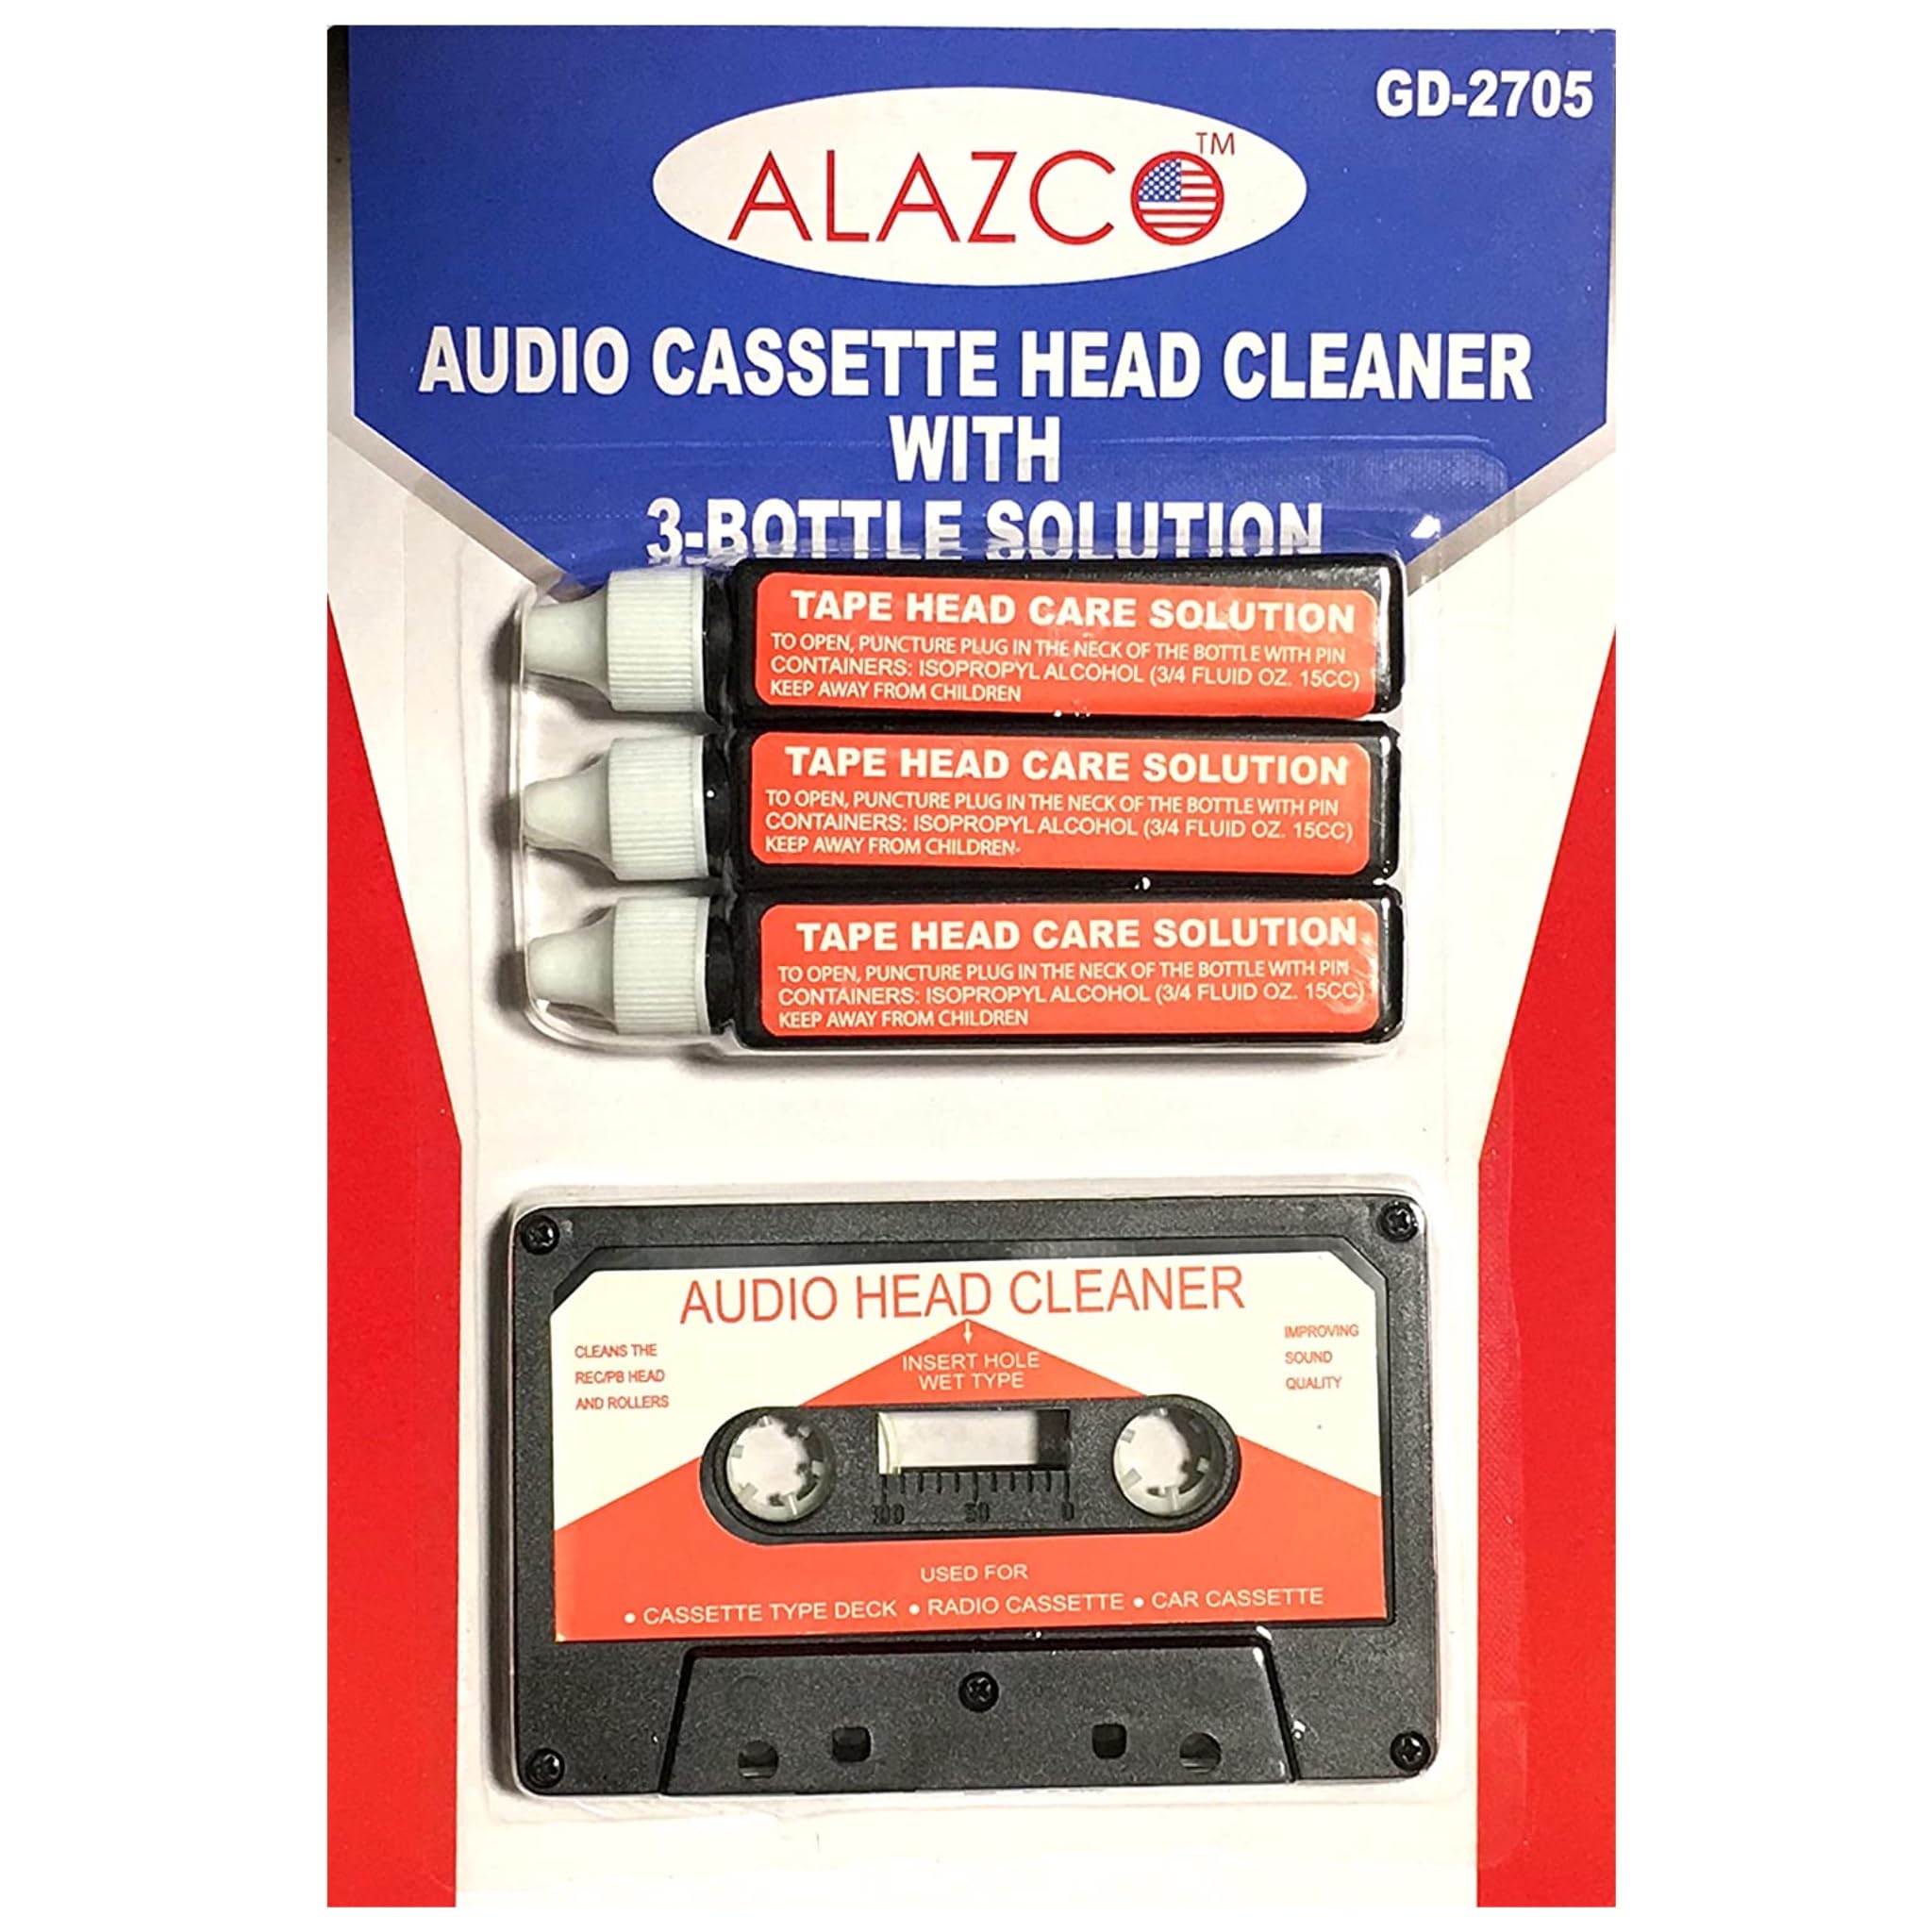 GD-2705
ALAZCO™
AUDIO CASSETTE HEAD CLEANER
WITH
3-BOTTLE SOLUTION
TAPE HEAD CARE SOLUTION
TO OPEN, PUNCTURE PLUG IN THE NECK OF THE BOTTLE WITH PIN
CONTAINERS: ISOPROPYL ALCOHOL (3/4 FLUID OZ. 15CC)
KEEP AWAY FROM CHILDREN
TAPE HEAD CARE SOLUTION
TO OPEN, PUNCTURE PLUG IN THE NECK OF THE BOTTLE WITH PIN
CONTAINERS: ISOPROPYL ALCOHOL (3/4 FLUID OZ. 15CC)
KEEP AWAY FROM CHILDREN
TAPE HEAD CARE SOLUTION
TO OPEN, PUNCTURE PLUG IN THE NECK OF THE BOTTLE WITH PIN
CONTAINERS: ISOPROPYL ALCOHOL (3/4 FLUID OZ. 15CC)
KEEP AWAY FROM CHILDREN
AUDIO HEAD CLEANER
CLEANS THE
REC/PB HEAD
AND ROLLERS
INSERT HOLE
WET TYPE
IMPROVING
SOUND
QUALITY
100 50 0
USED FOR
• CASSETTE TYPE DECK • RADIO CASSETTE • CAR CASSETTE